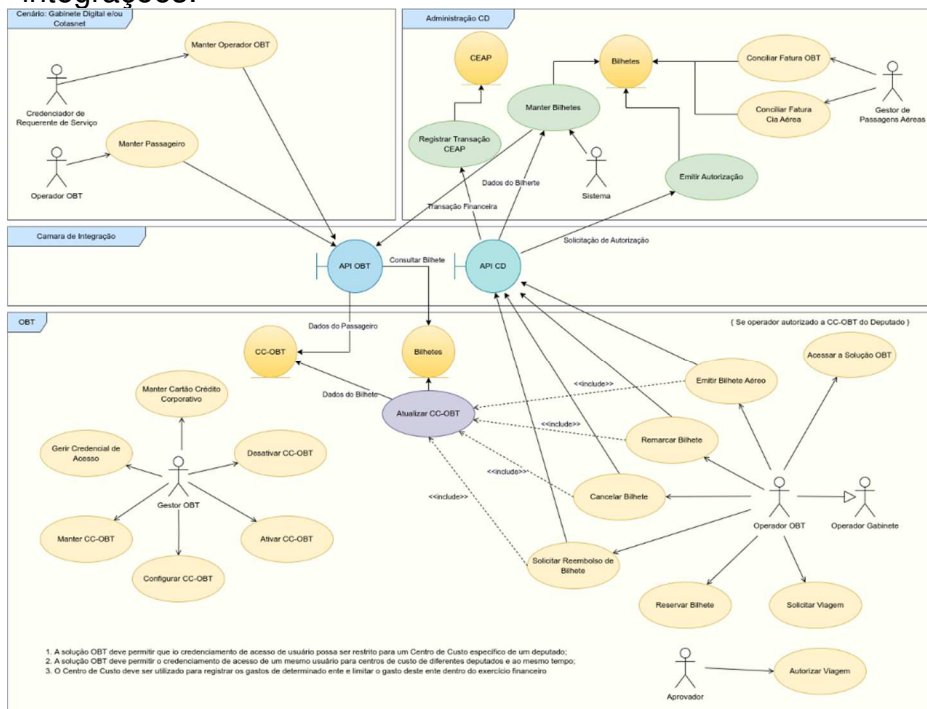 integrações.
Cenário: Gabinete Digital e/ou
Cotasnet
Manter Operador OBT
Credenciador de
Requerente de Serviço
Manter Passageiro
Operador OBT
Administração CD
CEAP
Bilhetes
Conciliar Fatura OBT
Gestor de
Passagens Aéreas
Manter Bilhetes
Conciliar Fatura
Cia Aérea
Registrar Transação
CEAP
Sistema
Emitir Autorização
Dados do Bilherte
Transação Financeira
Camara de Integração
Solicitação de Autorização
API OBT
Consultar Bilhete
API CD
OBT
{ Se operador autorizado a CC-OBT do Deputado }
Dados do Passageiro
CC-OBT
Bilhetes
Acessar a Solução OBT
Manter Cartão Crédito
Corporativo
Dados do Bilhete
Atualizar CC-OBT
<<include>>
Emitir Bilhete Aéreo
Gerir Credencial de
Acesso
Desativar CC-OBT
<<include>>
Remarcar Bilhete
Gestor OBT
<<include>>
Cancelar Bilhete
<<include>>
Operador OBT
Operador Gabinete
Manter CC-OBT
Ativar CC-OBT
Configurar CC-OBT
Solicitar Reembolso de
Bilhete
Reservar Bilhete
Solicitar Viagem
1. A solução OBT deve permitir que io credenciamento de acesso de usuário possa ser restrito para um Centro de Custo específico de um deputado;
2. A solução OBT deve permitir o credenciamento de acesso de um mesmo usuário para centros de custo de diferentes deputados e ao mesmo tempo;
3. O Centro de Custo deve ser utilizado para registrar os gastos de determinado ente e limitar o gasto deste ente dentro do exercício financeiro
Aprovador
Autorizar Viagem